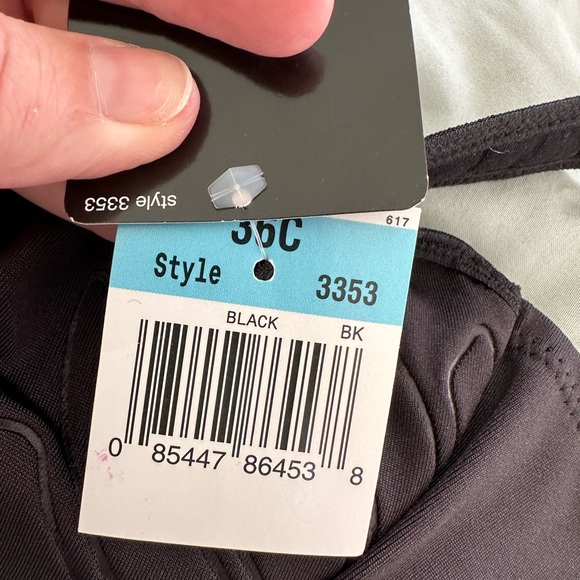 style 3353
617
36C
Style 3353
BLACK BK
0 85447 86453 8